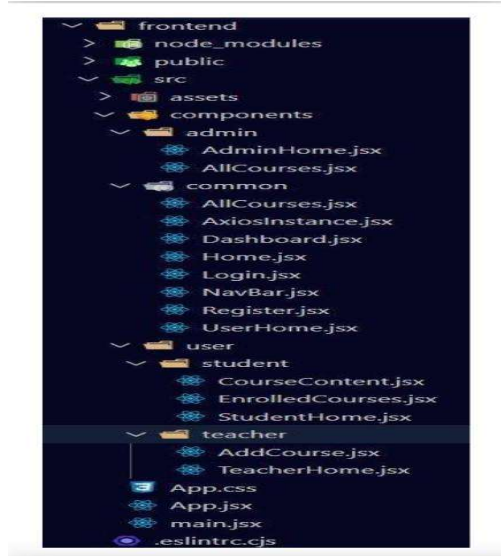 frontend
node_modules
public
src
assets
components
admin
AdminHome.jsx
AllCourses.jsx
common
AllCourses.jsx
AxiosInstance.jsx
Dashboard.jsx
Home.jsx
Login.jsx
NavBar.jsx
Register.jsx
UserHome.jsx
user
student
CourseContent.jsx
EnrolledCourses.jsx
StudentHome.jsx
teacher
AddCourse.jsx
TeacherHome.jsx
App.css
App.jsx
main.jsx
.eslintrc.cjs